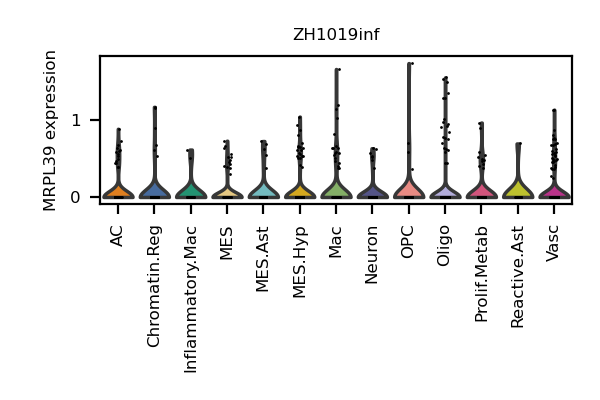 ZH1019inf
MRPL39 expression
1
0
AC
Chromatin.Reg
Inflammatory.Mac
MES
MES.Ast
MES.Hyp
Mac
Neuron
OPC
Oligo
Prolif.Metab
Reactive.Ast
Vasc